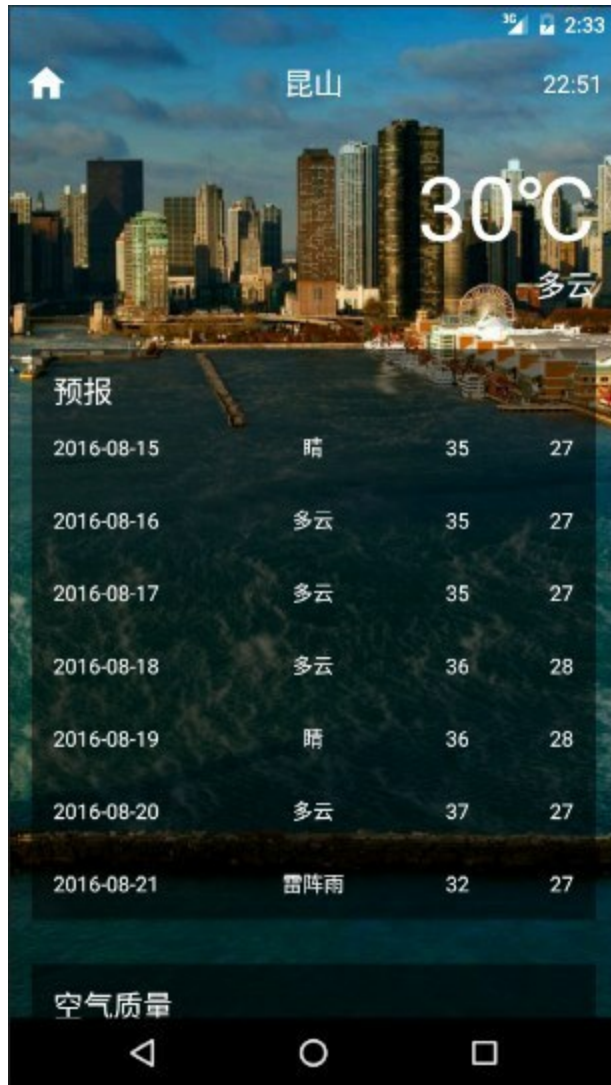 3G 2:33
昆山 22:51
30°C
多云
预报
2016-08-15 晴 35 27
2016-08-16 多云 35 27
2016-08-17 多云 35 27
2016-08-18 多云 36 28
2016-08-19 晴 36 28
2016-08-20 多云 37 27
2016-08-21 雷阵雨 32 27
空气质量